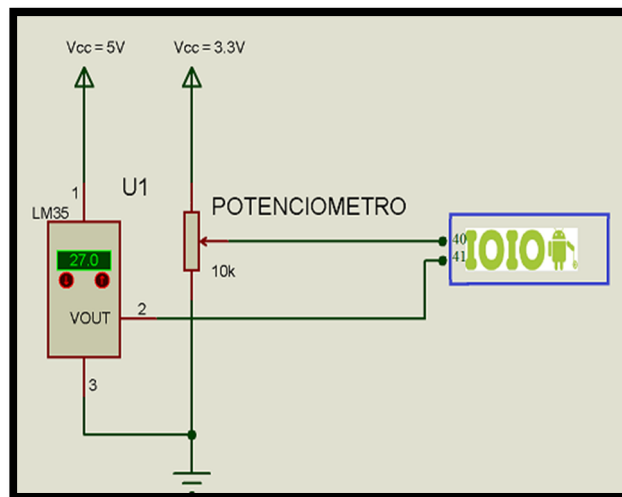 Vcc = 5V
Vcc = 3.3V
1
U1
LM35
POTENCIOMETRO
27.0
10k
40
41
IOIO
VOUT
2
3